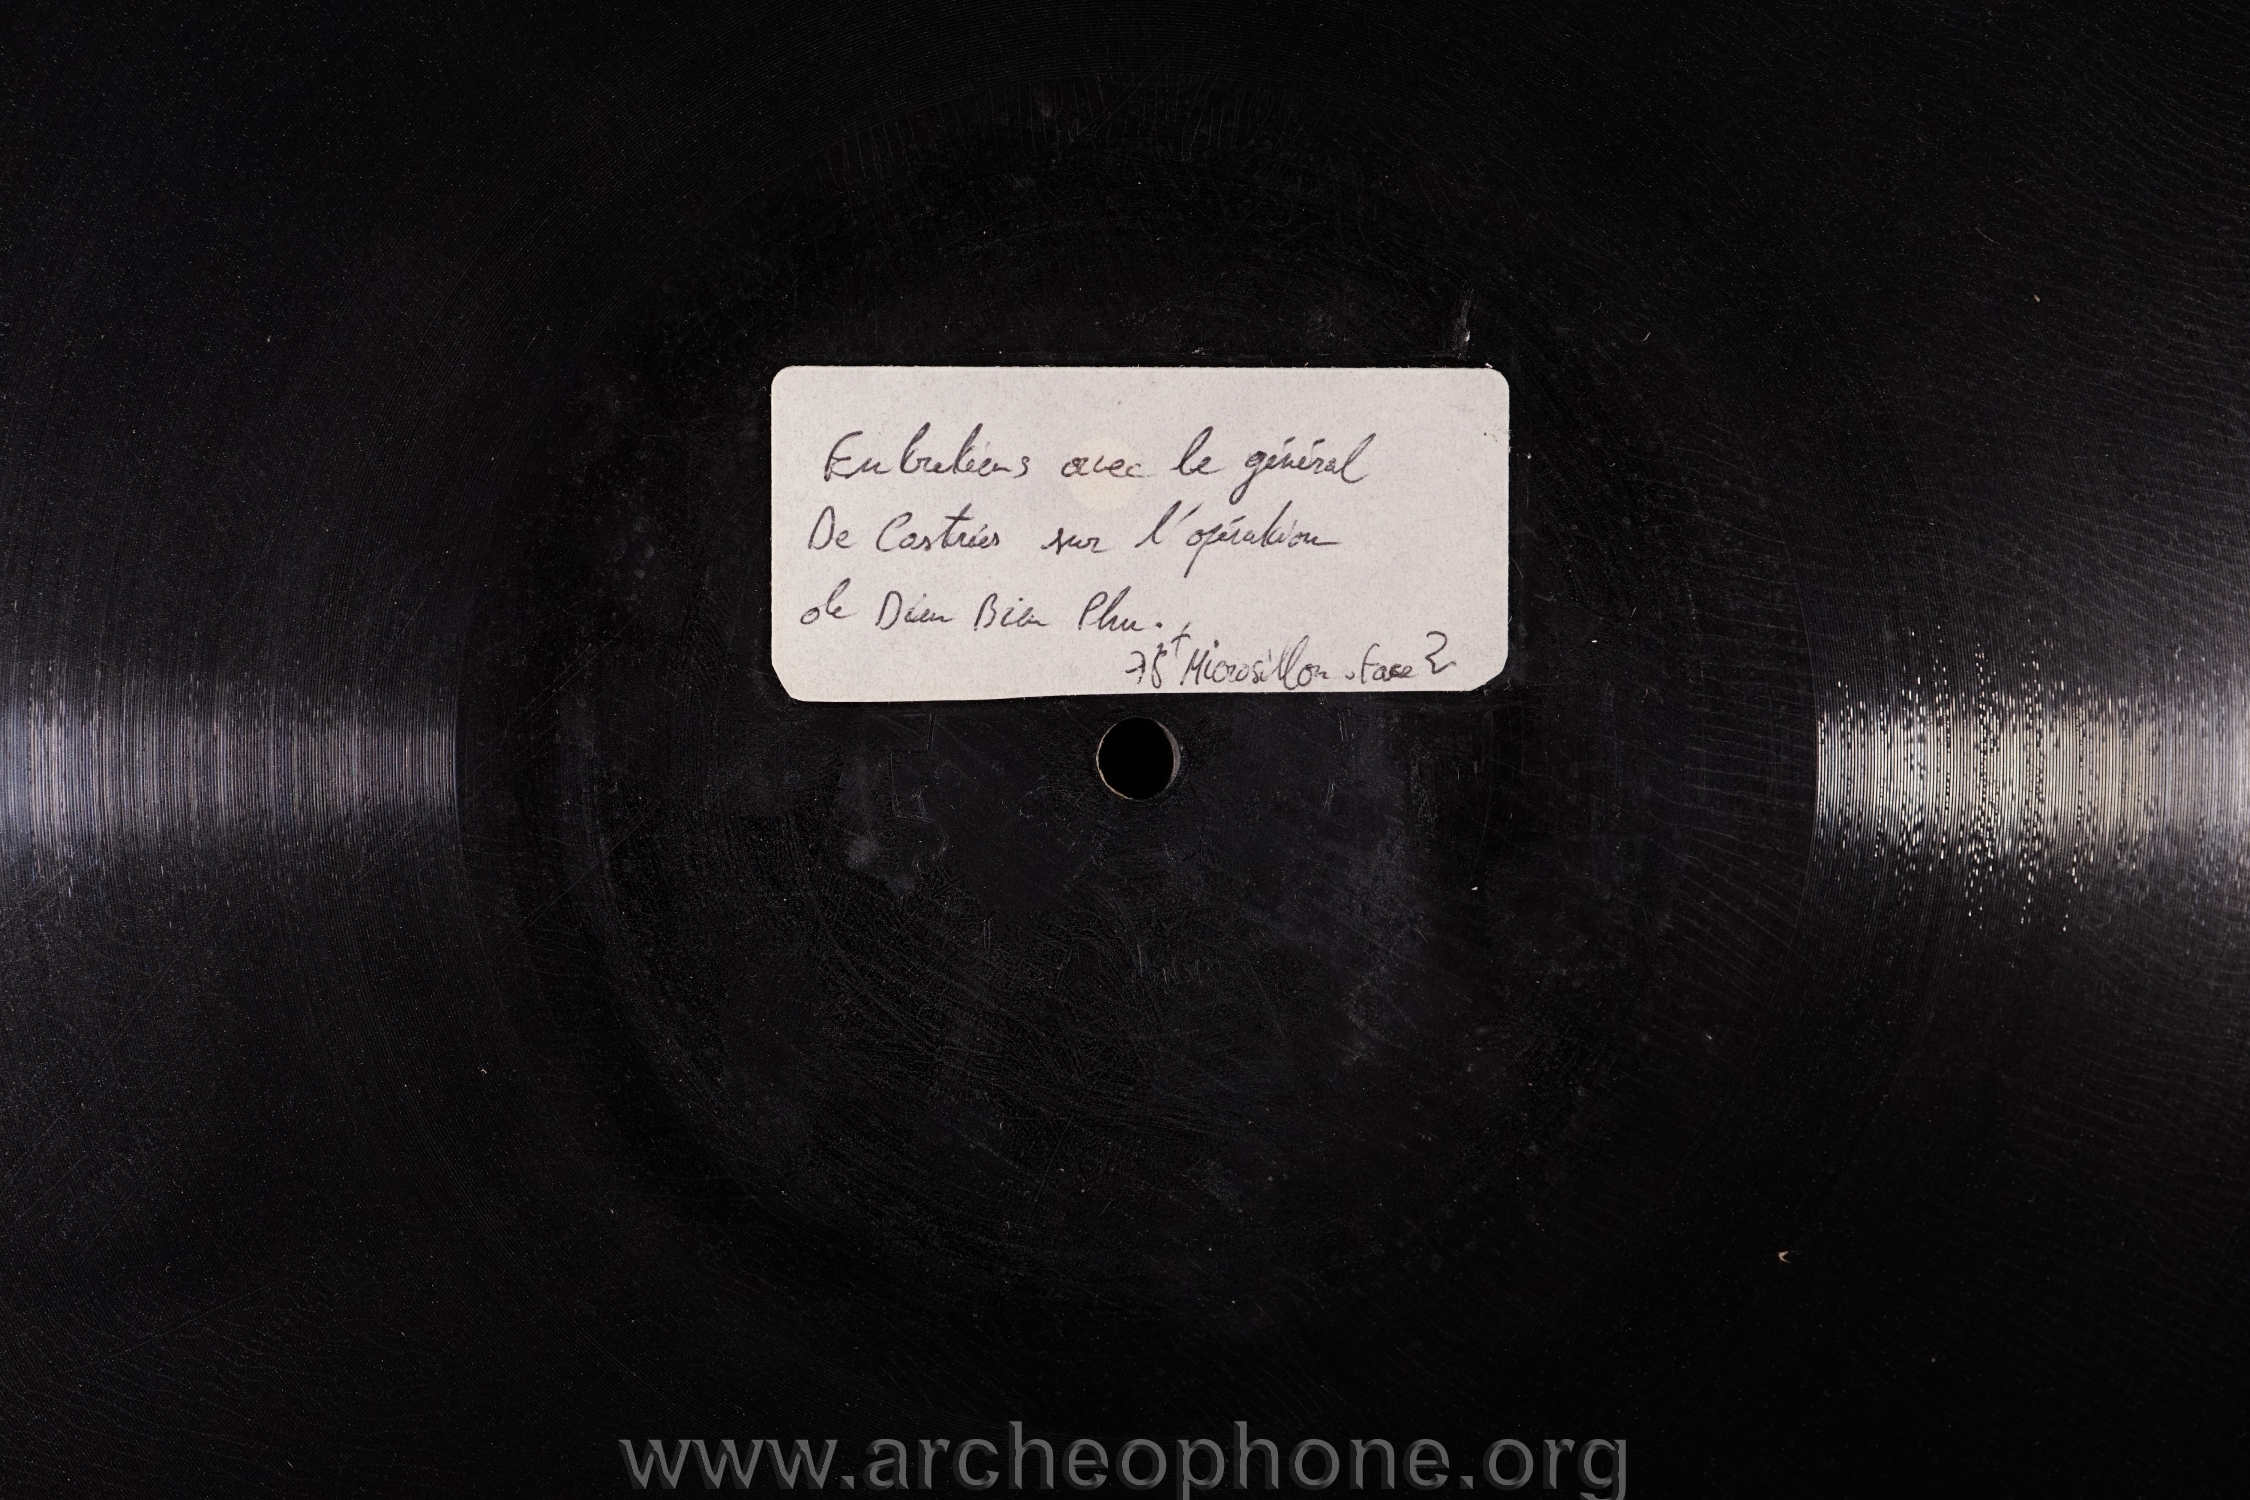 Entretiens avec le général
De Castries sur l'opération
de Dien Bien Phu.
78T Microsillon. Face 2
www.archeophone.org